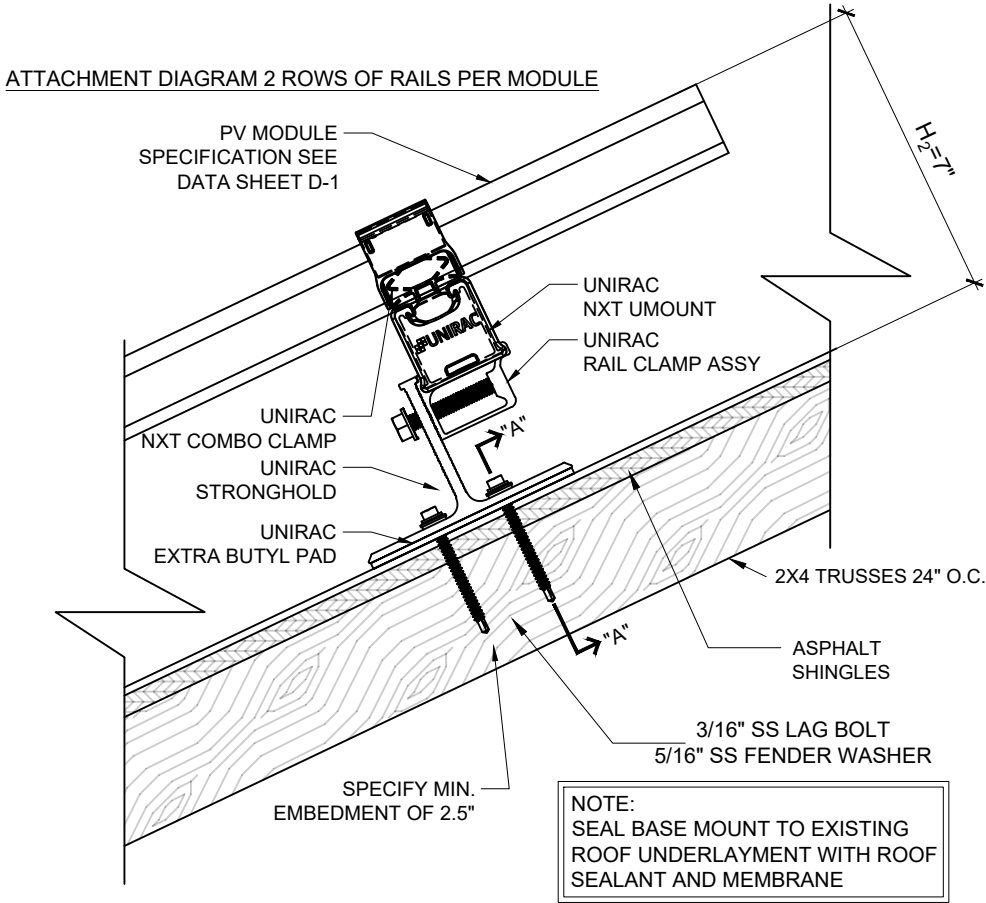 ATTACHMENT DIAGRAM 2 ROWS OF RAILS PER MODULE
PV MODULE
SPECIFICATION SEE
DATA SHEET D-1
H2=7"
UNIRAC
NXT UMOUNT
UNIRAC
RAIL CLAMP ASSY
UNIRAC
UNIRAC
NXT COMBO CLAMP
UNIRAC
STRONGHOLD
UNIRAC
EXTRA BUTYL PAD
"A"
"A"
2X4 TRUSSES 24" O.C.
ASPHALT
SHINGLES
3/16" SS LAG BOLT
5/16" SS FENDER WASHER
SPECIFY MIN.
EMBEDMENT OF 2.5"
NOTE:
SEAL BASE MOUNT TO EXISTING
ROOF UNDERLAYMENT WITH ROOF
SEALANT AND MEMBRANE